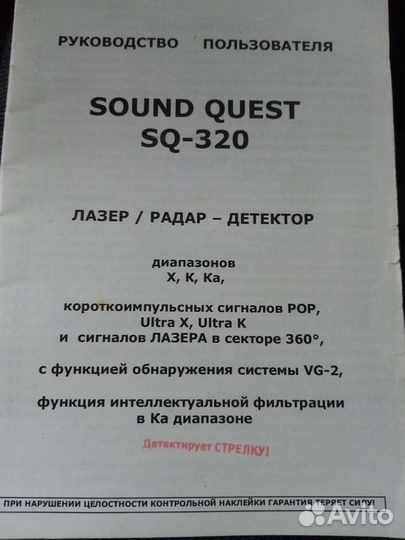 РУКОВОДСТВО ПОЛЬЗОВАТЕЛЯ
SOUND QUEST
SQ-320
ЛАЗЕР / РАДАР – ДЕТЕКТОР
диапазонов
X, K, Ka,
короткоимпульсных сигналов POP,
Ultra X, Ultra K
и сигналов ЛАЗЕРА в секторе 360°,
с функцией обнаружения системы VG-2,
функция интеллектуальной фильтрации
в Ка диапазоне
Детектирует СТРЕЛКУ!
ПРИ НАРУШЕНИИ ЦЕЛОСТНОСТИ КОНТРОЛЬНОЙ НАКЛЕЙКИ ГАРАНТИЯ ТЕРЯЕТ СИЛУ!
Avito